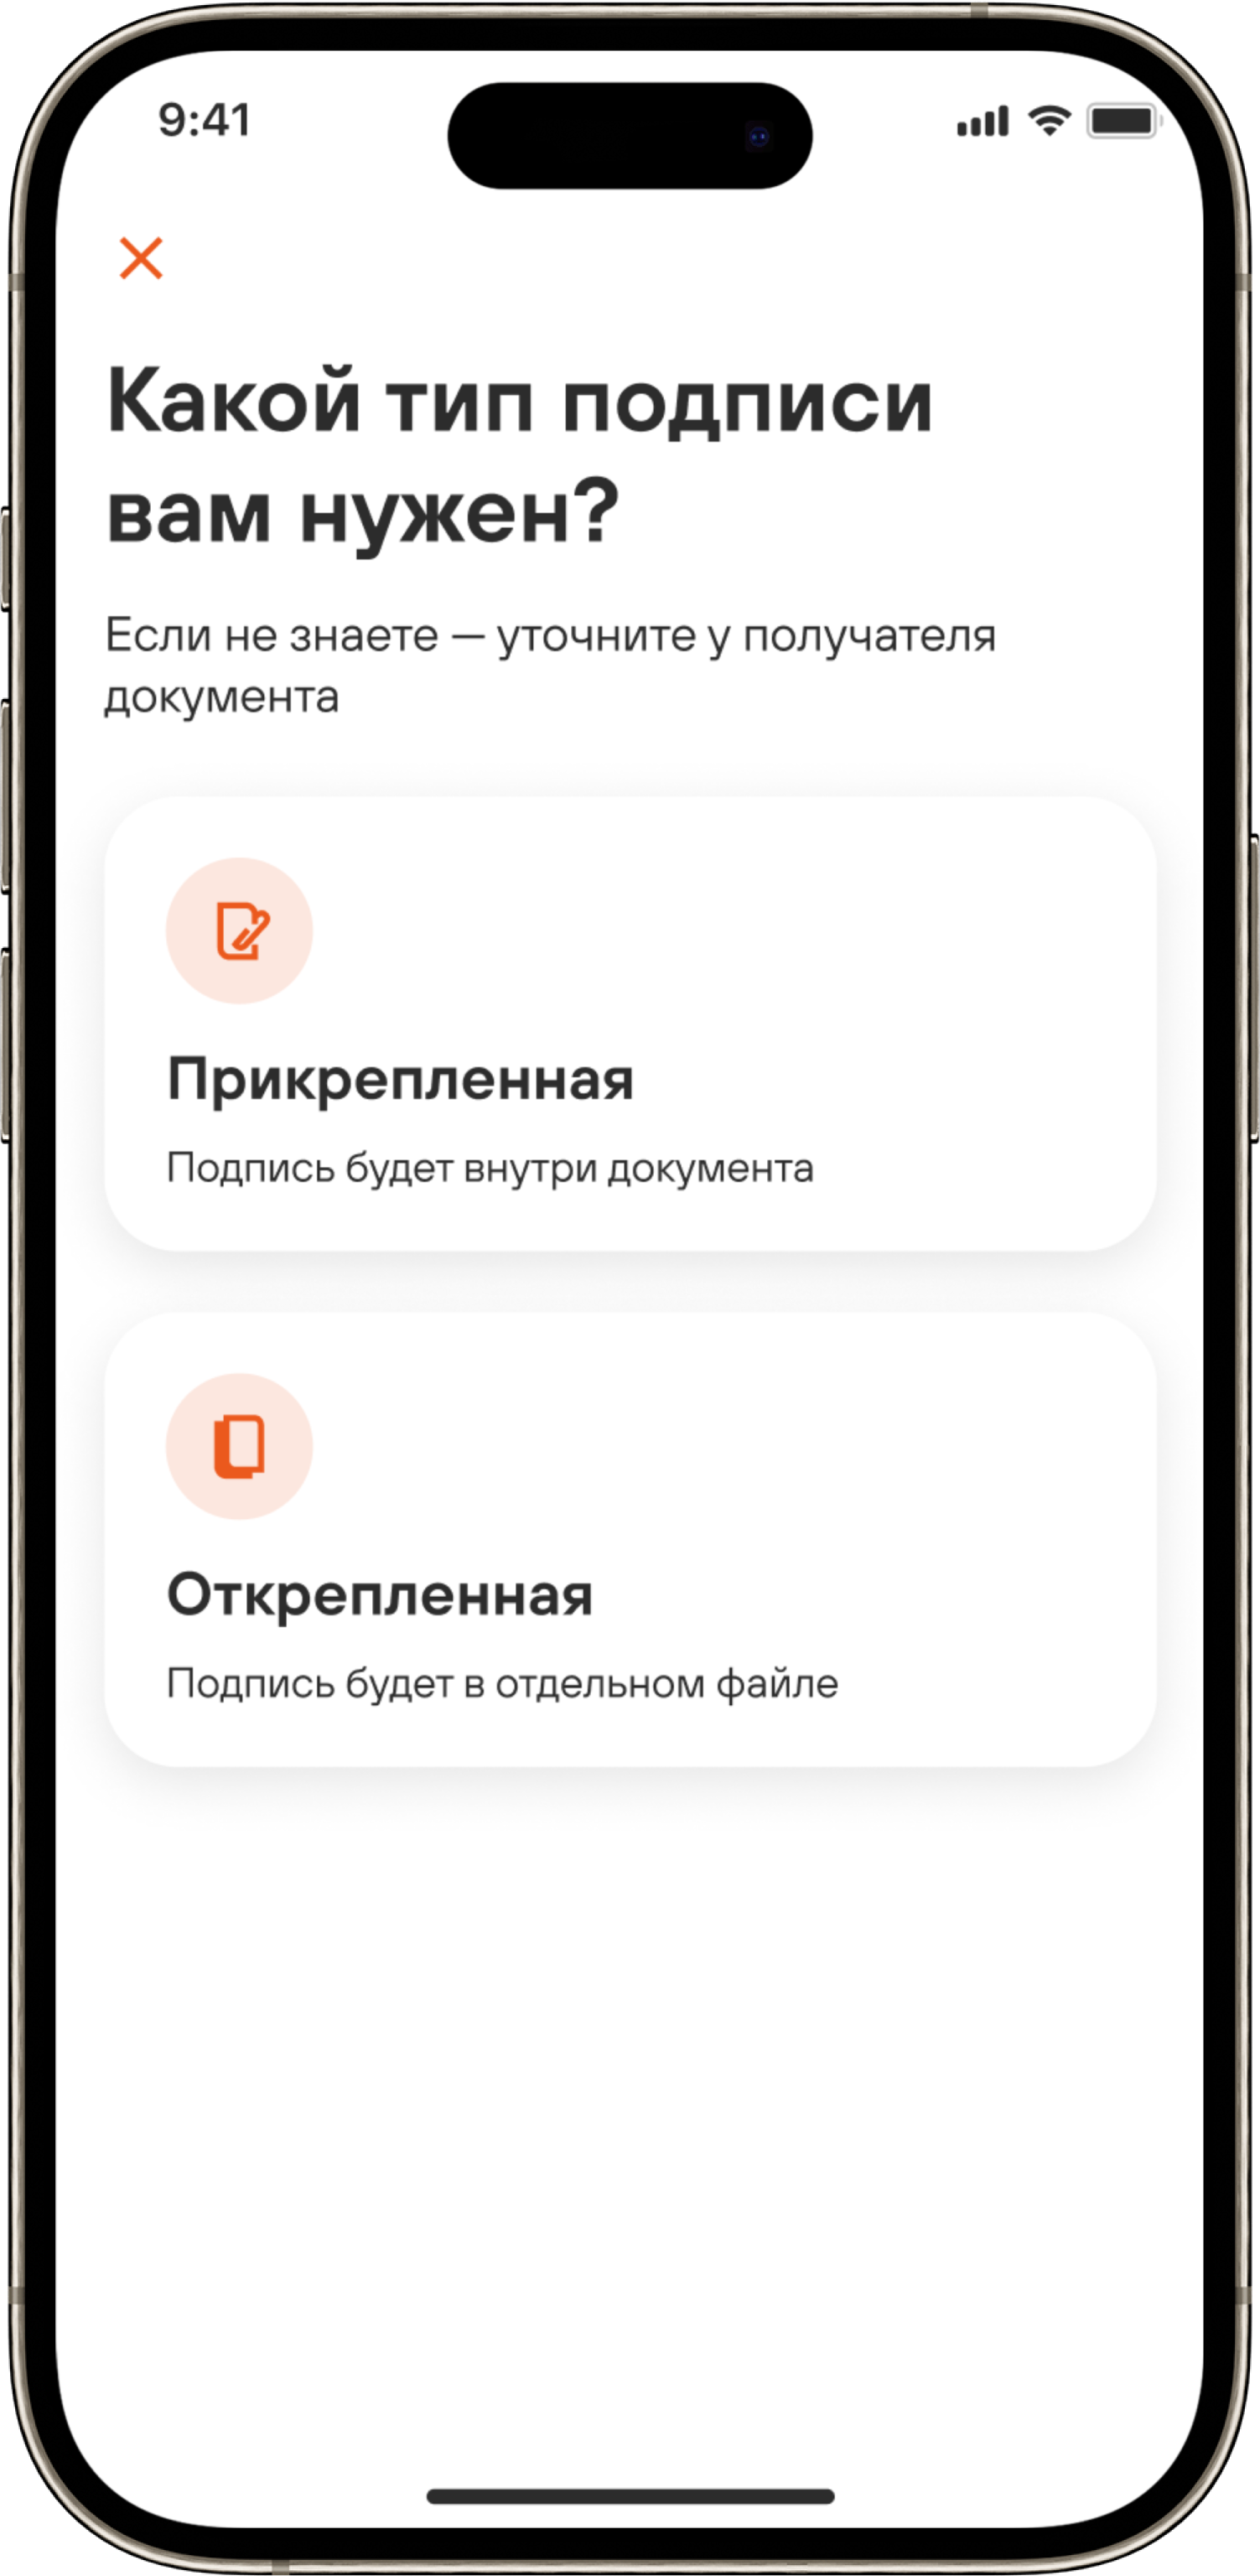 9:41
Какой тип подписи
вам нужен?
Если не знаете — уточните у получателя
документа
Прикрепленная
Подпись будет внутри документа
Открепленная
Подпись будет в отдельном файле